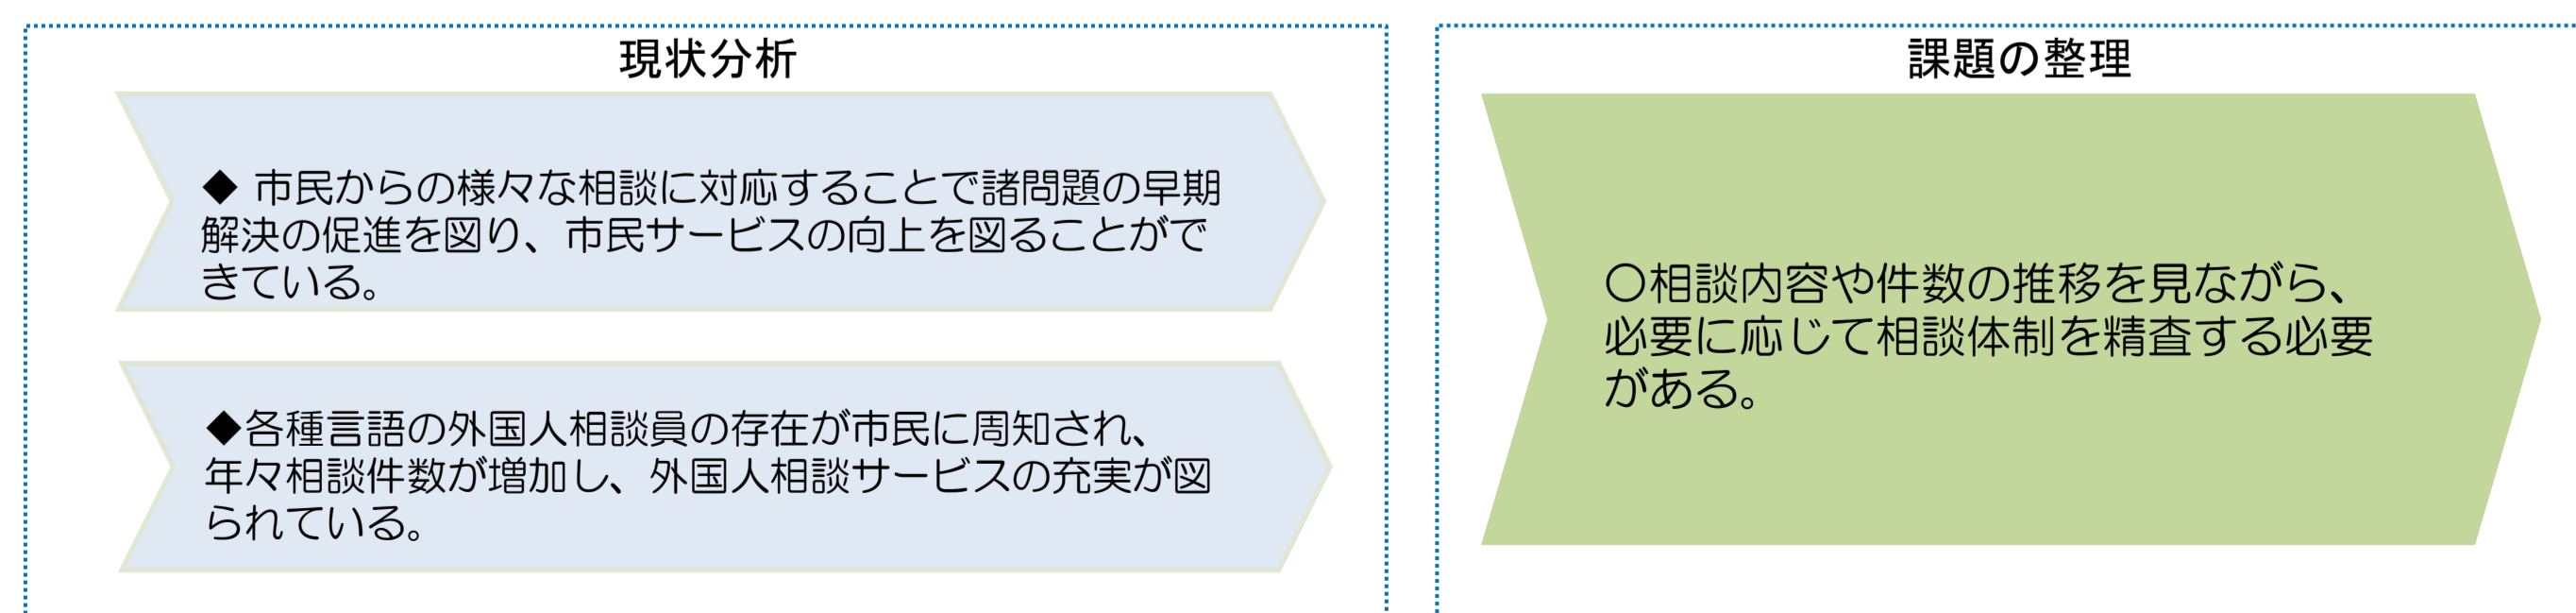 現状分析
◆ 市民からの様々な相談に対応することで諸問題の早期
解決の促進を図り、市民サービスの向上を図ることがで
きている。
◆各種言語の外国人相談員の存在が市民に周知され、
年々相談件数が増加し、外国人相談サービスの充実が図
られている。
課題の整理
〇相談内容や件数の推移を見ながら、
必要に応じて相談体制を精査する必要
がある。